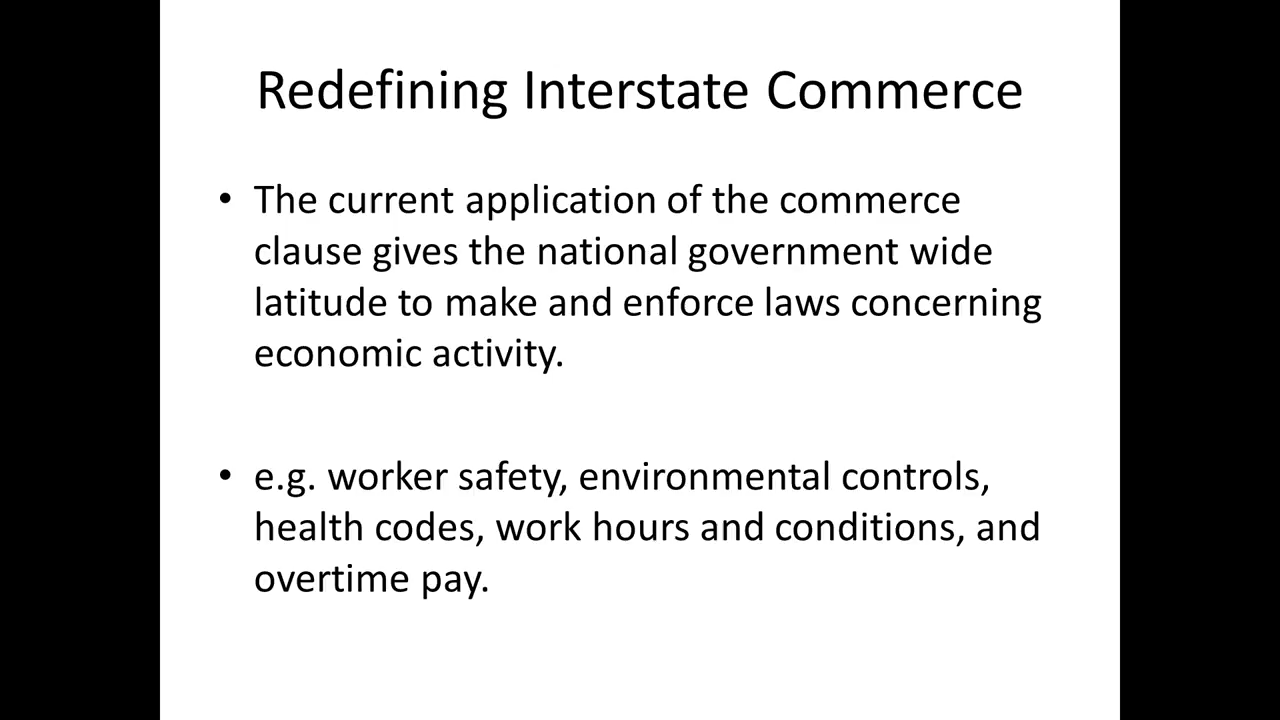 Redefining Interstate Commerce
• The current application of the commerce
clause gives the national government wide
latitude to make and enforce laws concerning
economic activity.
• e.g. worker safety, environmental controls,
health codes, work hours and conditions, and
overtime pay.